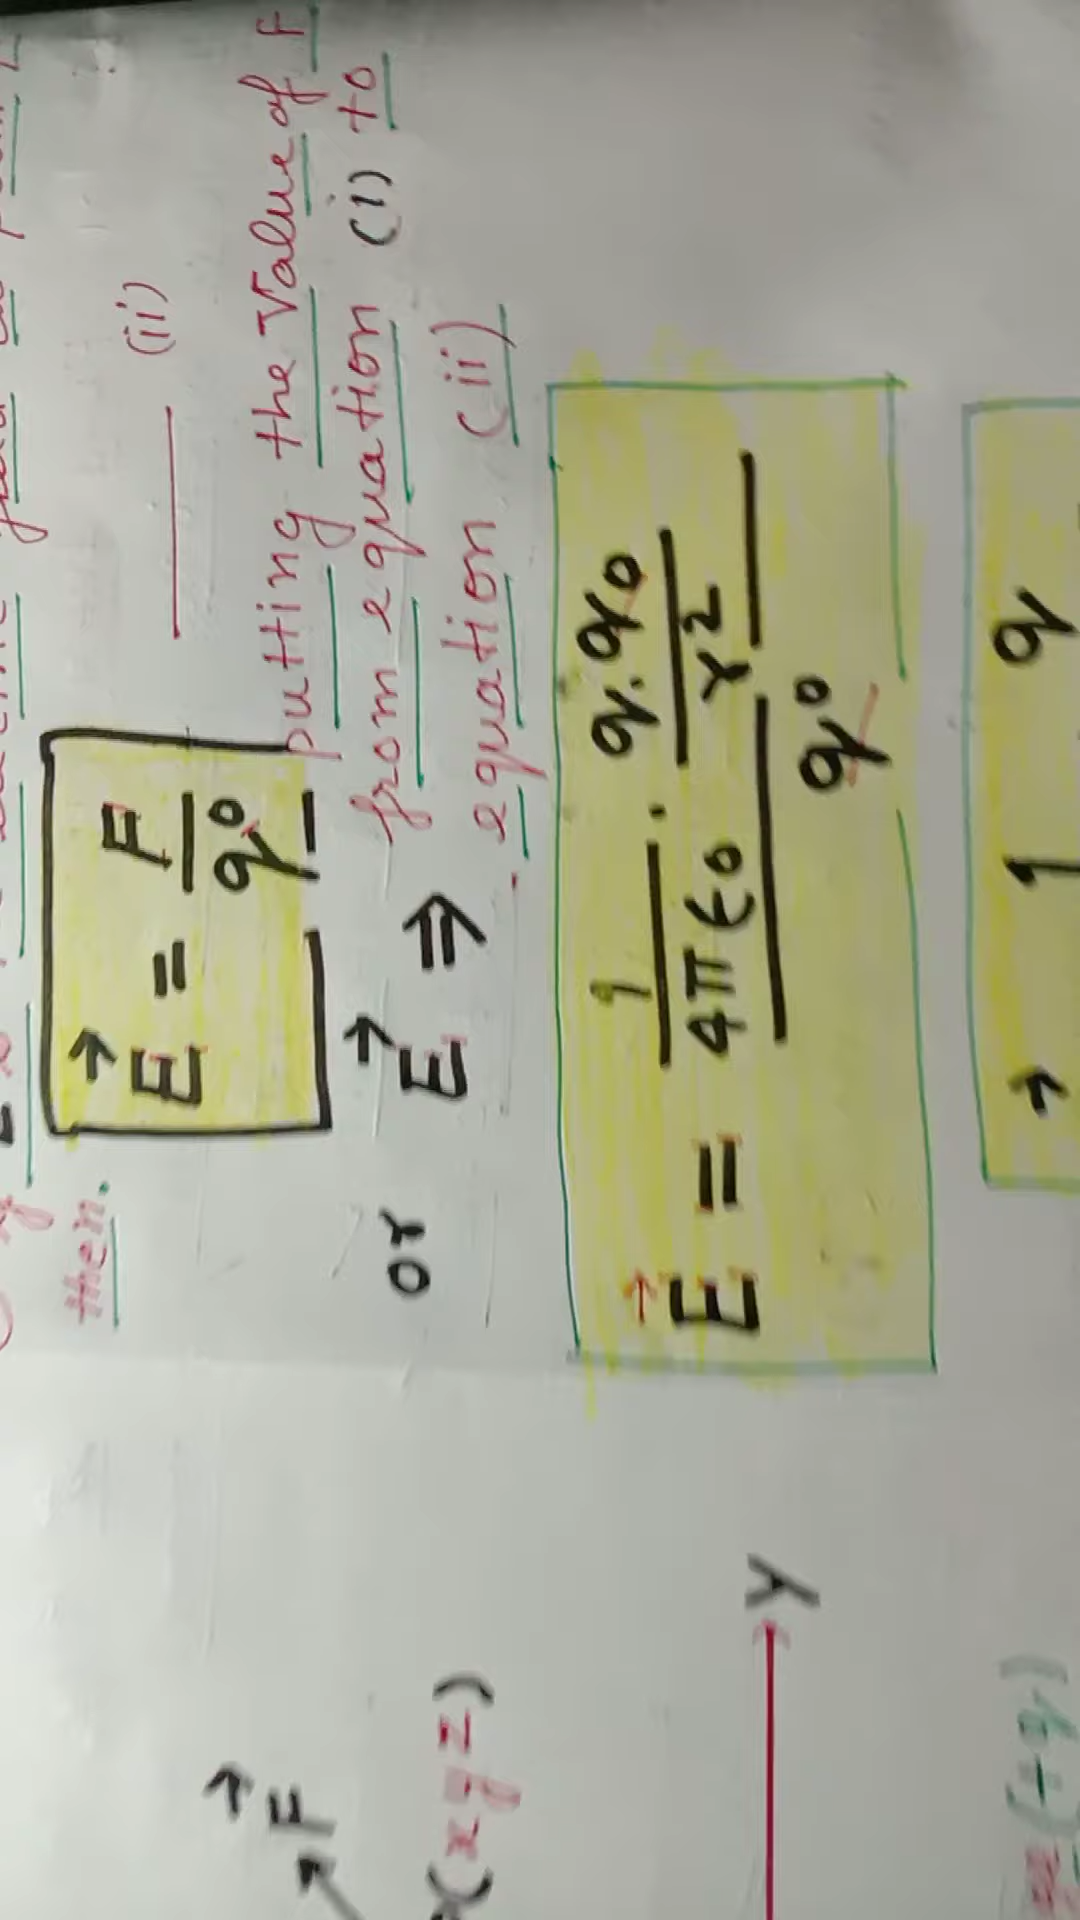 then.
E⃗ = F/q₀ —— (ii)
putting the Value of F
or E⃗ ⇒ from equation (i) to
equation (ii)
E⃗ = (1/4πε₀ · q.q₀/r²)/q₀
F⃗
(xyz)
Y
1 q
(+q)